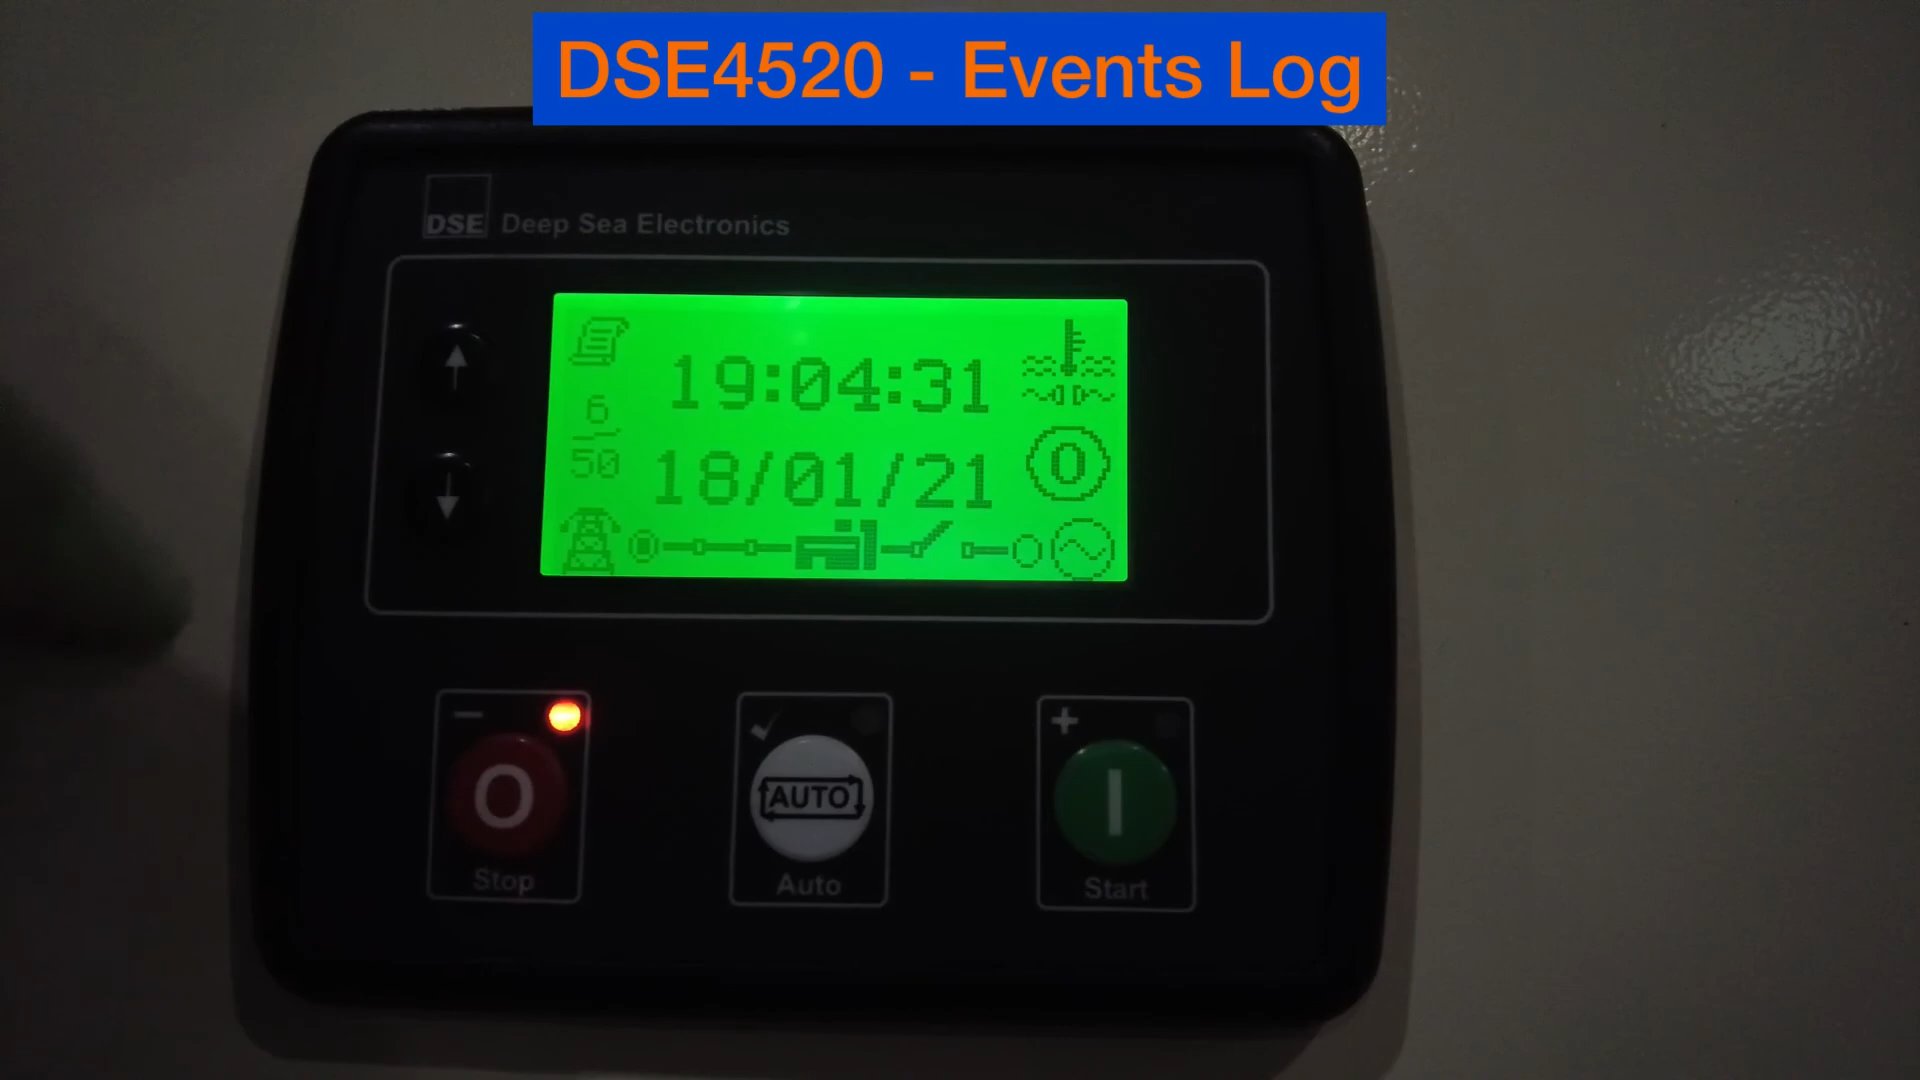 DSE4520 - Events Log
DSE Deep Sea Electronics
19:04:31
6
50
18/01/21
0
O
AUTO
I
Stop
Auto
Start